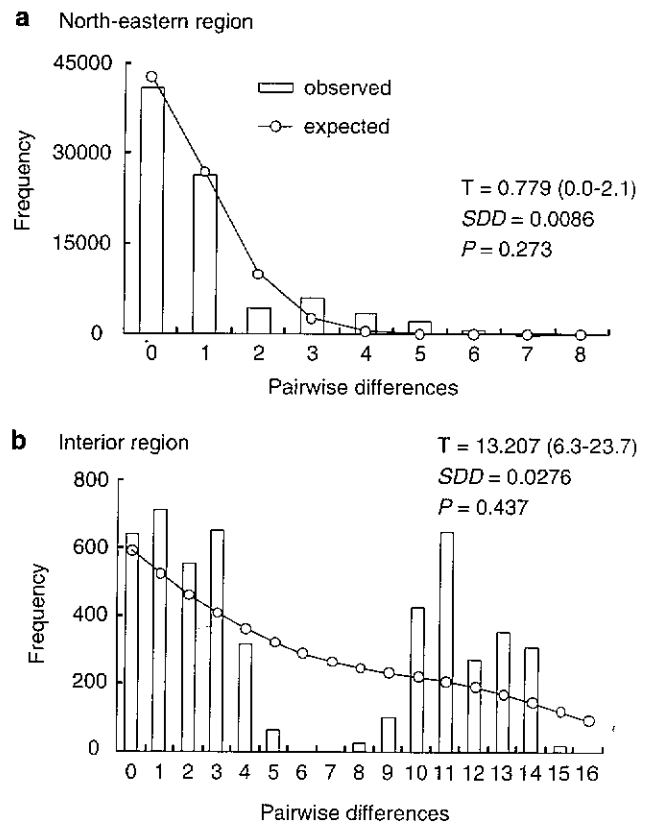 a North-eastern region
45000
30000
15000
0
Frequency
observed
expected
T = 0.779 (0.0-2.1)
SDD = 0.0086
P = 0.273
0 1 2 3 4 5 6 7 8
Pairwise differences
b Interior region
T = 13.207 (6.3-23.7)
SDD = 0.0276
P = 0.437
800
600
400
200
0
Frequency
0 1 2 3 4 5 6 7 8 9 10 11 12 13 14 15 16
Pairwise differences